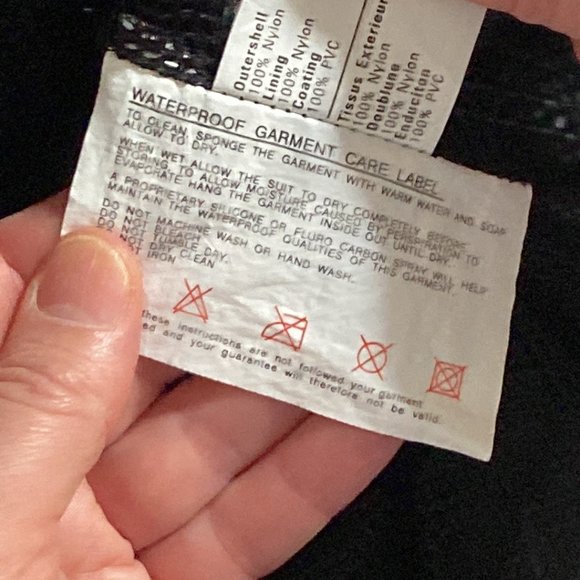 Outershell
100% Nylon
Lining
100% Nylon
Coating
100% PVC
Tissus Exterieur
100% Nylon
Doublune
100% Nylon
Enduciton
100% PVC
WATERPROOF GARMENT CARE LABEL
TO CLEAN, SPONGE THE GARMENT WITH WARM WATER AND SOAP
ALLOW TO DRY.
WHEN WET ALLOW THE SUIT TO DRY COMPLETELY BEFORE
STORING, TO ALLOW MOISTURE CAUSED BY PERSPIRATION TO
EVAPORATE HANG THE GARMENT INSIDE OUT UNTIL DRY.
A PROPRIETARY SILICONE OR FLURO CARBON SPRAY WILL HELP
MAINTAIN THE WATERPROOF QUALITIES OF THIS GARMENT.
DO NOT MACHINE WASH OR HAND WASH.
DO NOT BLEACH
DO NOT TUMBLE DRY.
NOT DRY CLEAN
NOT IRON
these instructions are not followed your garment
ed and your guarantee will therefore not be valid.